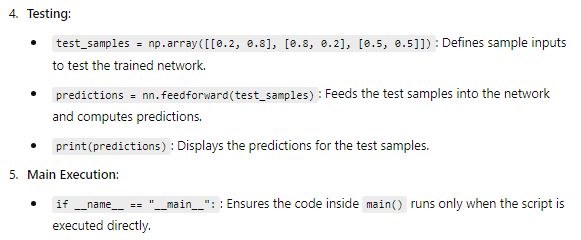 4. Testing:
• test_samples = np.array([[0.2, 0.8], [0.8, 0.2], [0.5, 0.5]]) : Defines sample inputs
to test the trained network.
• predictions = nn.feedforward(test_samples) : Feeds the test samples into the network
and computes predictions.
• print(predictions) : Displays the predictions for the test samples.
5. Main Execution:
• if __name__ == "__main__": : Ensures the code inside main() runs only when the script is
executed directly.